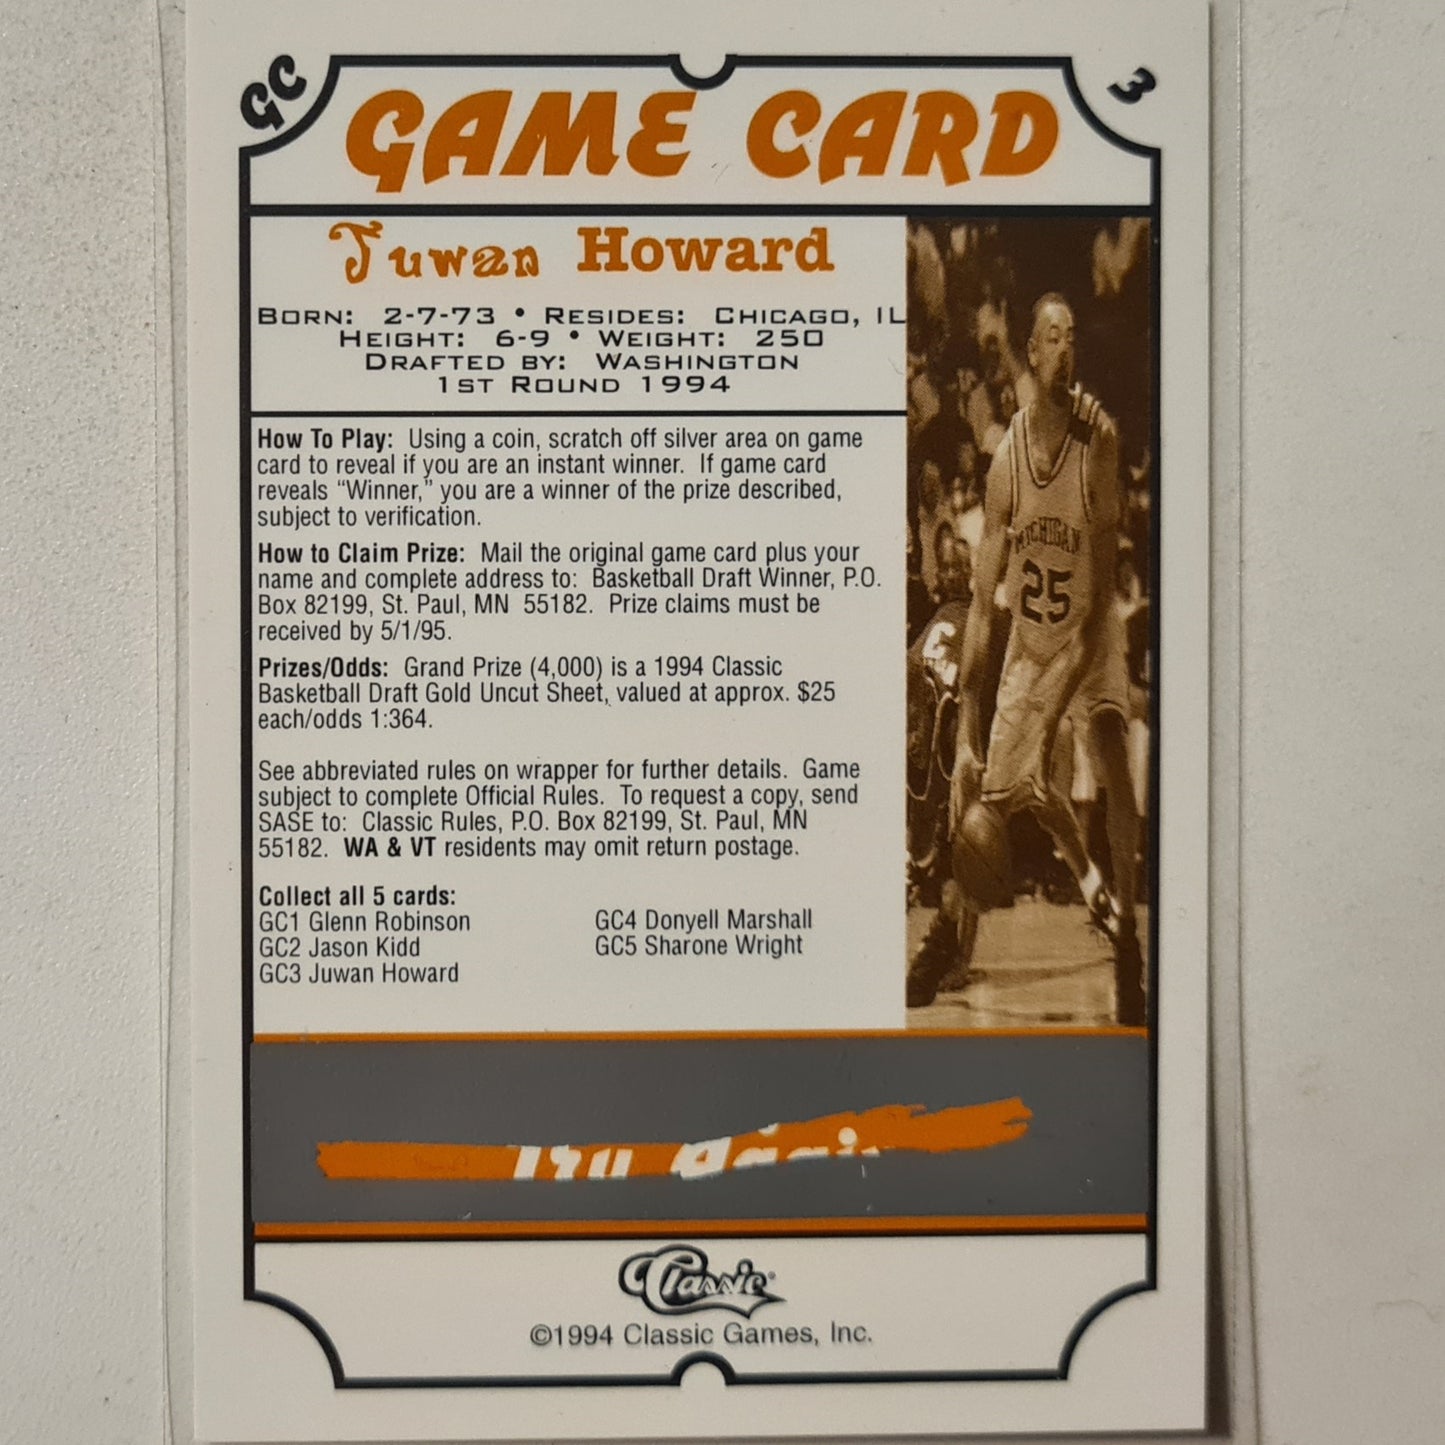 GC
3
GAME CARD
Juwan Howard
Born: 2-7-73 • Resides: Chicago, IL
Height: 6-9 • Weight: 250
Drafted by: Washington
1st Round 1994
How To Play: Using a coin, scratch off silver area on game
card to reveal if you are an instant winner. If game card
reveals “Winner,” you are a winner of the prize described,
subject to verification.
How to Claim Prize: Mail the original game card plus your
name and complete address to: Basketball Draft Winner, P.O.
Box 82199, St. Paul, MN 55182. Prize claims must be
received by 5/1/95.
Prizes/Odds: Grand Prize (4,000) is a 1994 Classic
Basketball Draft Gold Uncut Sheet, valued at approx. $25
each/odds 1:364.
See abbreviated rules on wrapper for further details. Game
subject to complete Official Rules. To request a copy, send
SASE to: Classic Rules, P.O. Box 82199, St. Paul, MN
55182. WA & VT residents may omit return postage.
Collect all 5 cards:
GC1 Glenn Robinson
GC2 Jason Kidd
GC3 Juwan Howard
GC4 Donyell Marshall
GC5 Sharone Wright
MICHIGAN
25
Try Again
Classic
©1994 Classic Games, Inc.